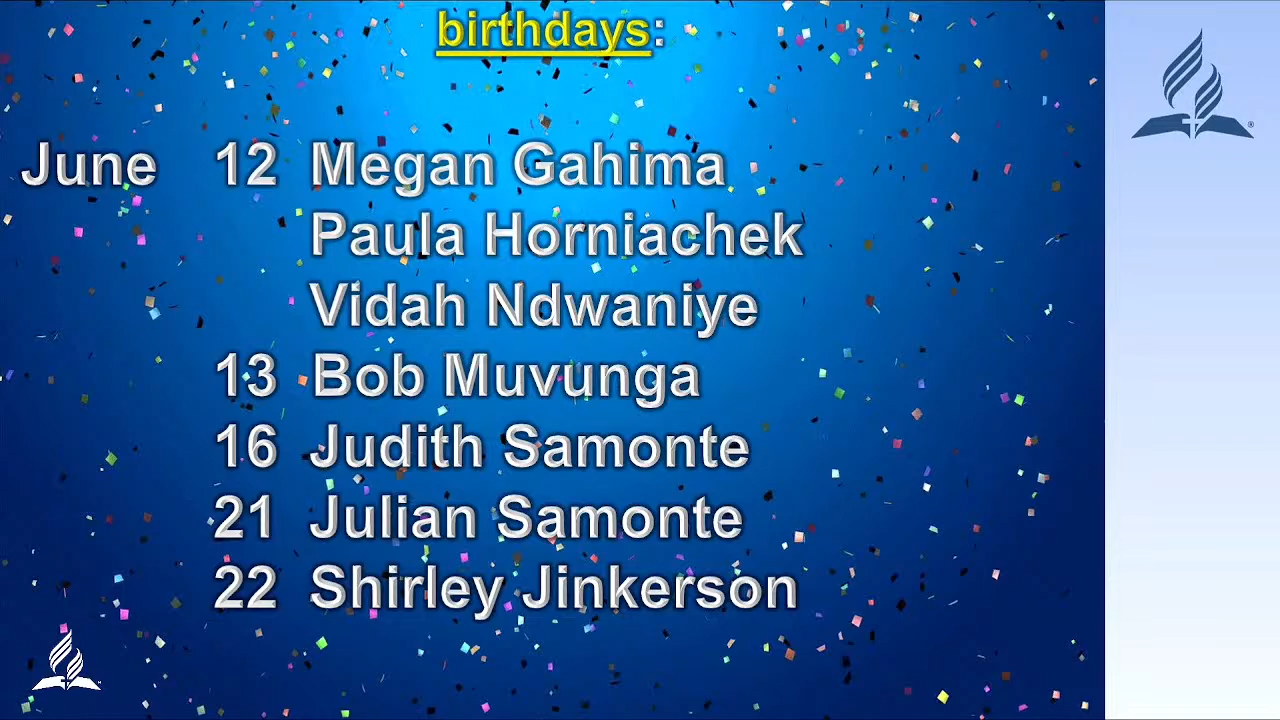 birthdays:
June 12 Megan Gahima
Paula Horniachek
Vidah Ndwaniye
13 Bob Muvunga
16 Judith Samonte
21 Julian Samonte
22 Shirley Jinkerson